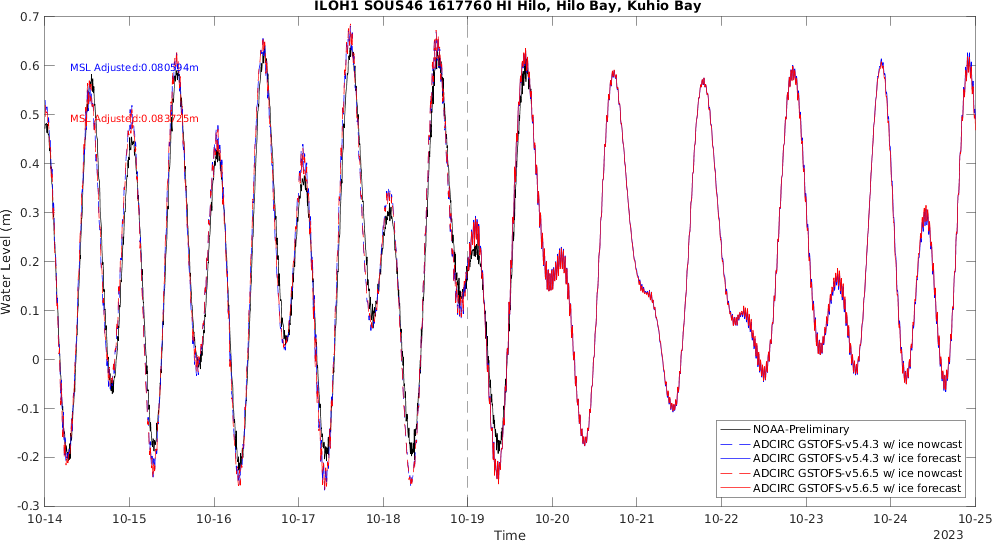 ILOH1 SOUS46 1617760 HI Hilo, Hilo Bay, Kuhio Bay
0.7
0.6
0.5
0.4
0.3
0.2
0.1
0
-0.1
-0.2
-0.3
Water Level (m)
MSL Adjusted:0.080594m
MSL Adjusted:0.083725m
NOAA-Preliminary
ADCIRC GSTOFS-v5.4.3 w/ ice nowcast
ADCIRC GSTOFS-v5.4.3 w/ ice forecast
ADCIRC GSTOFS-v5.6.5 w/ ice nowcast
ADCIRC GSTOFS-v5.6.5 w/ ice forecast
10-14 10-15 10-16 10-17 10-18 10-19 10-20 10-21 10-22 10-23 10-24 10-25
Time
2023